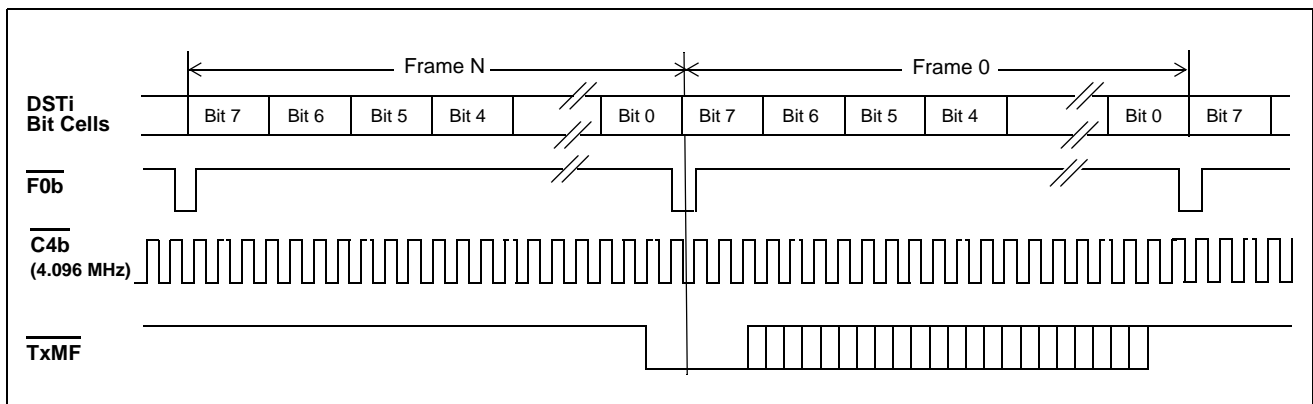 Frame N Frame 0
DSTi
Bit Cells
Bit 7 Bit 6 Bit 5 Bit 4 Bit 0 Bit 7 Bit 6 Bit 5 Bit 4 Bit 0 Bit 7
F0b
C4b
(4.096 MHz)
TxMF